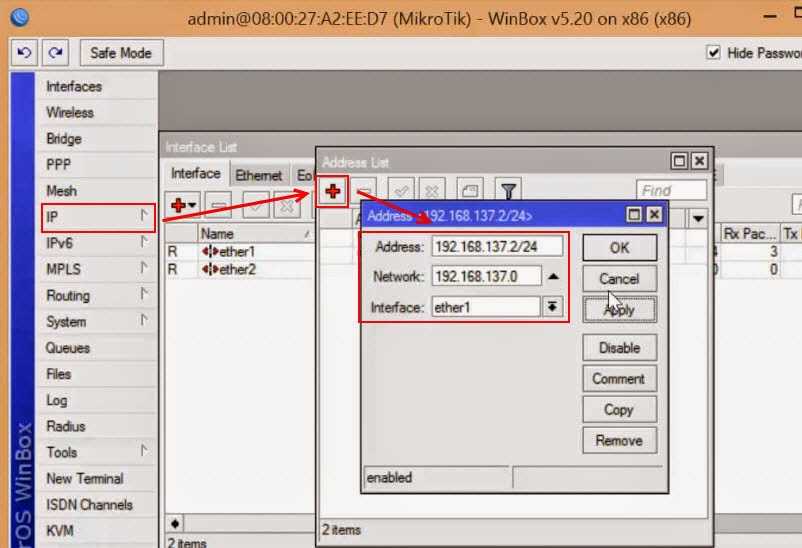 admin@08:00:27:A2:EE:D7 (MikroTik) - WinBox v5.20 on x86 (x86)
Safe Mode
Hide Passwo
Interfaces
Wireless
Bridge
PPP
Mesh
IP
IPv6
MPLS
Routing
System
Queues
Files
Log
Radius
Tools
New Terminal
ISDN Channels
KVM
OS WinBox
Interface List
Interface Ethernet Eo
Name
Rx Pac... Tx
R ether1 3
R ether2 0
2 items
Address List
Find
2 items
Address <192.168.137.2/24>
Address: 192.168.137.2/24
Network: 192.168.137.0
Interface: ether1
OK
Cancel
Apply
Disable
Comment
Copy
Remove
enabled